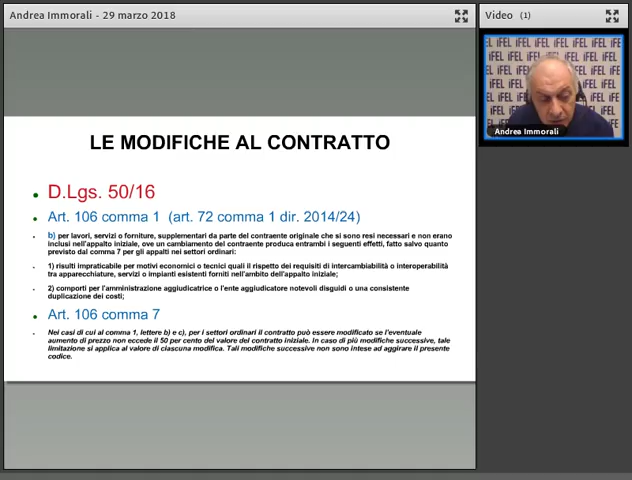 Andrea Immorali - 29 marzo 2018
Video (1)
LE MODIFICHE AL CONTRATTO
D.Lgs. 50/16
Art. 106 comma 1 (art. 72 comma 1 dir. 2014/24)
b) per lavori, servizi o forniture, supplementari da parte del contraente originale che si sono resi necessari e non erano
inclusi nell'appalto iniziale, ove un cambiamento del contraente produca entrambi i seguenti effetti, fatto salvo quanto
previsto dal comma 7 per gli appalti nei settori ordinari:
1) risulti impraticabile per motivi economici o tecnici quali il rispetto dei requisiti di intercambiabilità o interoperabilità
tra apparecchiature, servizi o impianti esistenti forniti nell'ambito dell'appalto iniziale;
2) comporti per l'amministrazione aggiudicatrice o l'ente aggiudicatore notevoli disguidi o una consistente
duplicazione dei costi;
Art. 106 comma 7
Nei casi di cui al comma 1, lettere b) e c), per i settori ordinari il contratto può essere modificato se l'eventuale
aumento di prezzo non eccede il 50 per cento del valore del contratto iniziale. In caso di più modifiche successive, tale
limitazione si applica al valore di ciascuna modifica. Tali modifiche successive non sono intese ad aggirare il presente
codice.
iFEL iFEL iFEL iFEL
Andrea Immorali